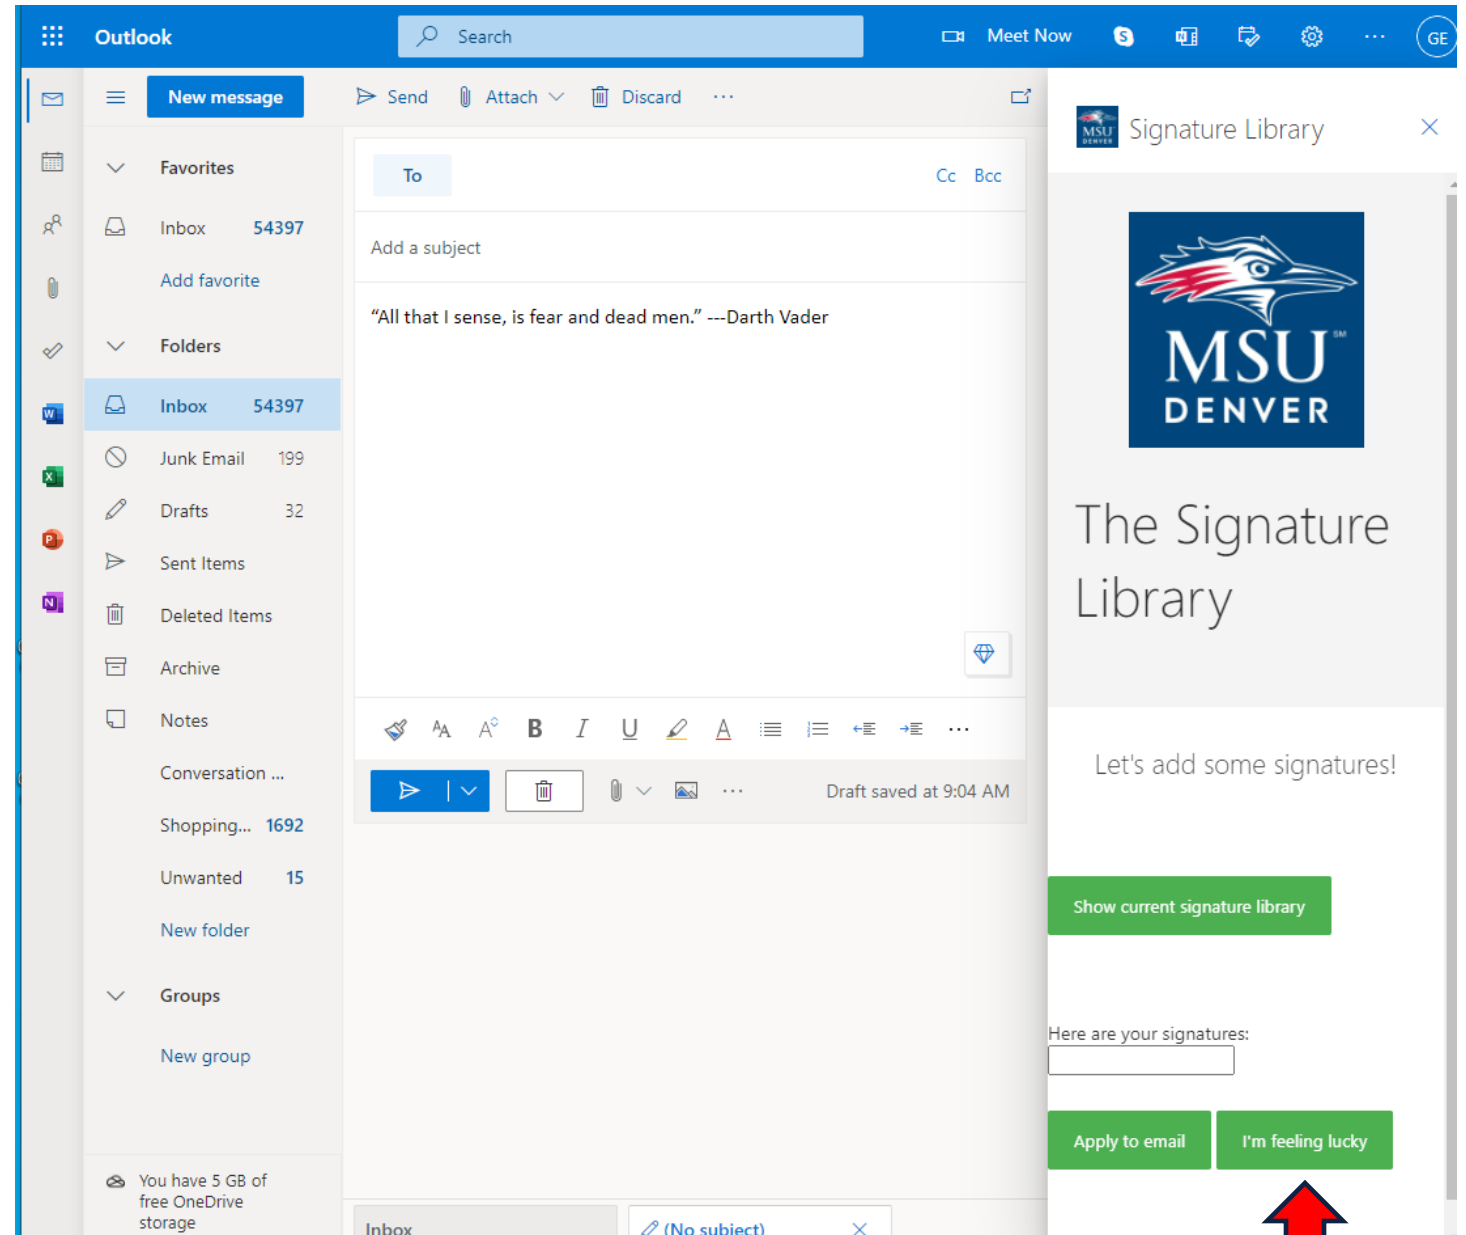 Outlook
Search
Meet Now
GE
New message
Send
Attach
Discard
Favorites
Inbox 54397
Add favorite
Folders
Inbox 54397
Junk Email 199
Drafts 32
Sent Items
Deleted Items
Archive
Notes
Conversation ...
Shopping... 1692
Unwanted 15
New folder
Groups
New group
You have 5 GB of
free OneDrive
storage
To
Cc Bcc
Add a subject
“All that I sense, is fear and dead men.” ---Darth Vader
Draft saved at 9:04 AM
Inbox
(No subject)
MSU
DENVER
Signature Library
MSU
SM
DENVER
The Signature
Library
Let's add some signatures!
Show current signature library
Here are your signatures:
Apply to email
I'm feeling lucky